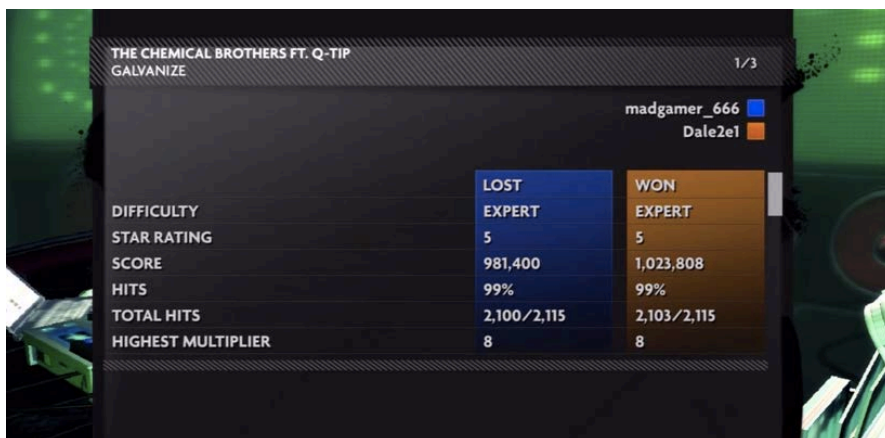 THE CHEMICAL BROTHERS FT. Q-TIP
GALVANIZE
1/3
madgamer_666
Dale2e1
LOST WON
DIFFICULTY EXPERT EXPERT
STAR RATING 5 5
SCORE 981,400 1,023,808
HITS 99% 99%
TOTAL HITS 2,100/2,115 2,103/2,115
HIGHEST MULTIPLIER 8 8